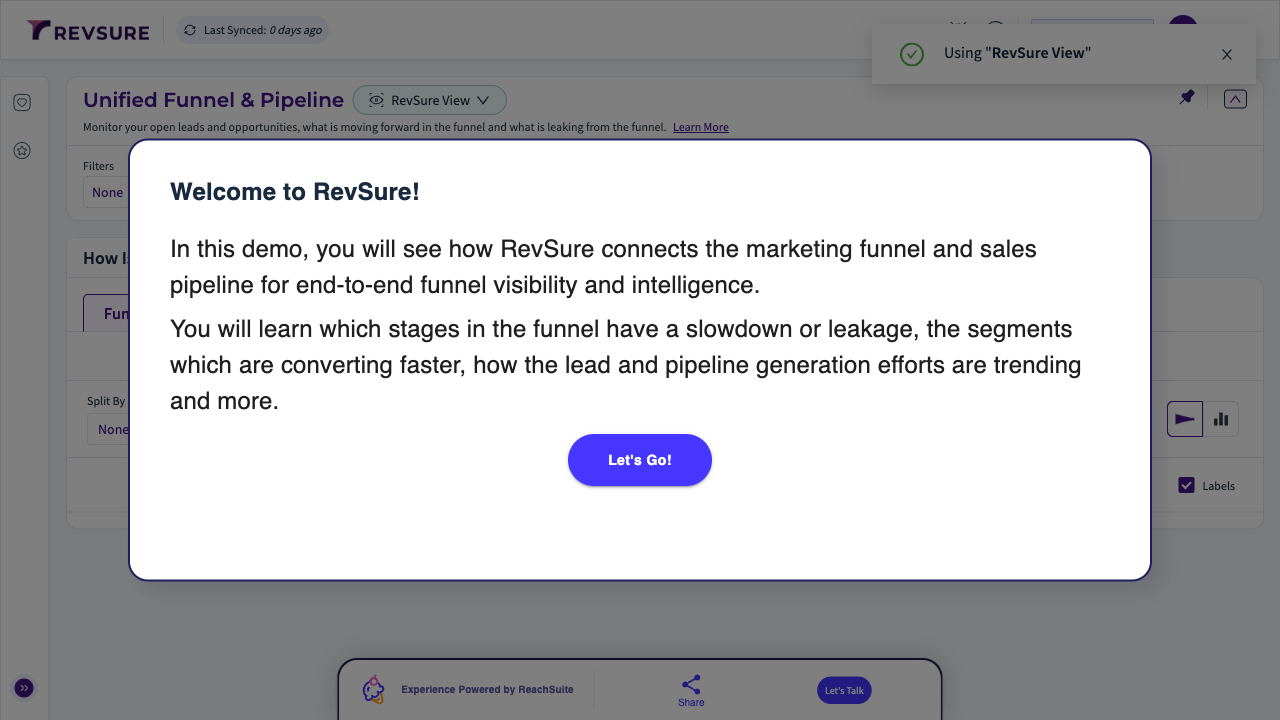 REVSURE
Last Synced: 0 days ago
Using "RevSure View"
Unified Funnel & Pipeline
RevSure View
Monitor your open leads and opportunities, what is moving forward in the funnel and what is leaking from the funnel. Learn More
Filters
None
Welcome to RevSure!
In this demo, you will see how RevSure connects the marketing funnel and sales
pipeline for end-to-end funnel visibility and intelligence.
You will learn which stages in the funnel have a slowdown or leakage, the segments
which are converting faster, how the lead and pipeline generation efforts are trending
and more.
Let's Go!
How
Split By
None
Labels
Experience Powered by ReachSuite
Share
Let's Talk